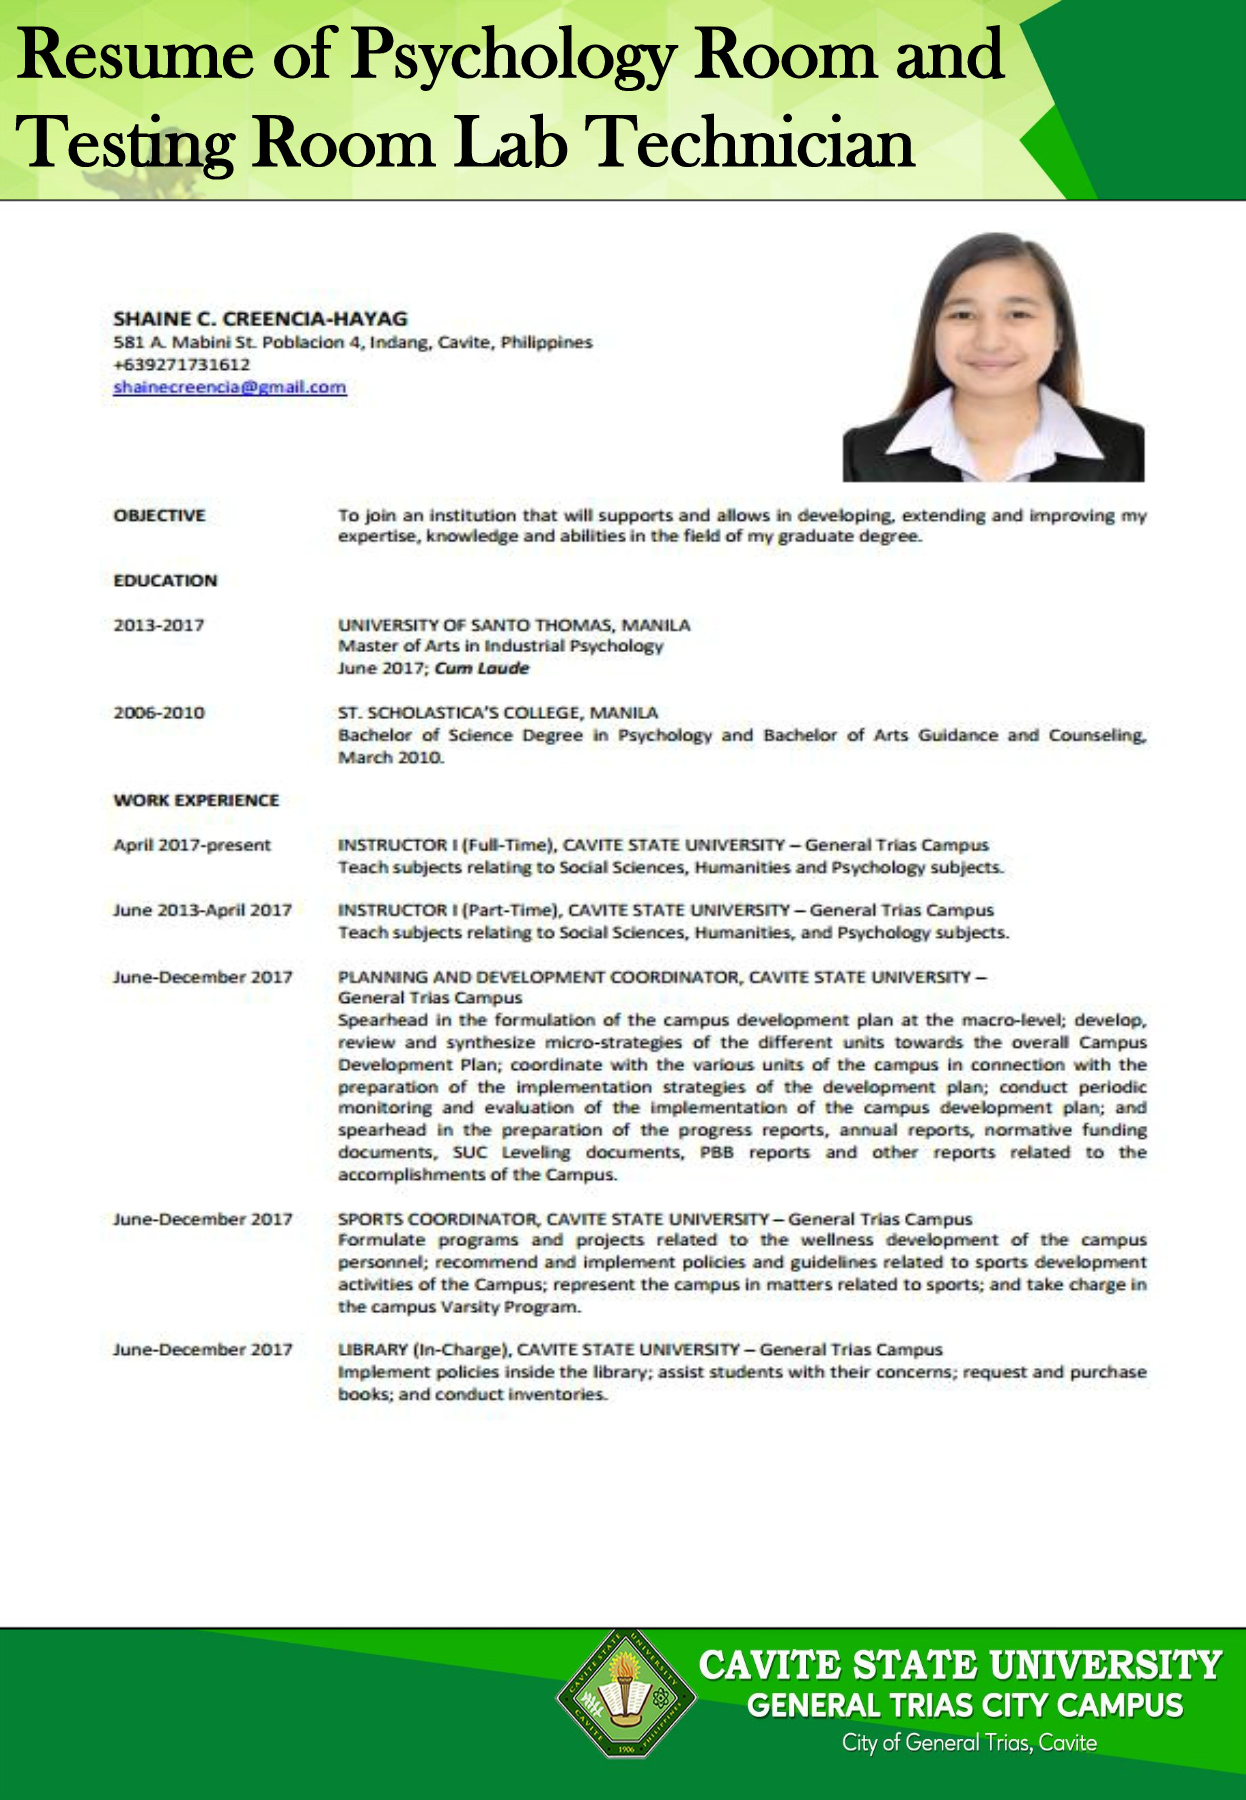 Resume of Psychology Room and
Testing Room Lab Technician
SHAINE C. CREENCIA-HAYAG
581 A. Mabini St. Poblacion 4, Indang, Cavite, Philippines
+639271731612
shainecreencia@gmail.com
OBJECTIVE To join an institution that will supports and allows in developing, extending and improving my
expertise, knowledge and abilities in the field of my graduate degree.
EDUCATION
2013-2017 UNIVERSITY OF SANTO THOMAS, MANILA
Master of Arts in Industrial Psychology
June 2017; Cum Laude
2006-2010 ST. SCHOLASTICA'S COLLEGE, MANILA
Bachelor of Science Degree in Psychology and Bachelor of Arts Guidance and Counseling,
March 2010.
WORK EXPERIENCE
April 2017-present INSTRUCTOR I (Full-Time), CAVITE STATE UNIVERSITY – General Trias Campus
Teach subjects relating to Social Sciences, Humanities and Psychology subjects.
June 2013-April 2017 INSTRUCTOR I (Part-Time), CAVITE STATE UNIVERSITY – General Trias Campus
Teach subjects relating to Social Sciences, Humanities, and Psychology subjects.
June-December 2017 PLANNING AND DEVELOPMENT COORDINATOR, CAVITE STATE UNIVERSITY –
General Trias Campus
Spearhead in the formulation of the campus development plan at the macro-level; develop,
review and synthesize micro-strategies of the different units towards the overall Campus
Development Plan; coordinate with the various units of the campus in connection with the
preparation of the implementation strategies of the development plan; conduct periodic
monitoring and evaluation of the implementation of the campus development plan; and
spearhead in the preparation of the progress reports, annual reports, normative funding
documents, SUC Leveling documents, PBB reports and other reports related to the
accomplishments of the Campus.
June-December 2017 SPORTS COORDINATOR, CAVITE STATE UNIVERSITY – General Trias Campus
Formulate programs and projects related to the wellness development of the campus
personnel; recommend and implement policies and guidelines related to sports development
activities of the Campus; represent the campus in matters related to sports; and take charge in
the campus Varsity Program.
June-December 2017 LIBRARY (In-Charge), CAVITE STATE UNIVERSITY – General Trias Campus
Implement policies inside the library; assist students with their concerns; request and purchase
books; and conduct inventories.
CAVITE STATE UNIVERSITY
CAVITE PHILIPPINES
1906
CAVITE STATE UNIVERSITY
GENERAL TRIAS CITY CAMPUS
City of General Trias, Cavite